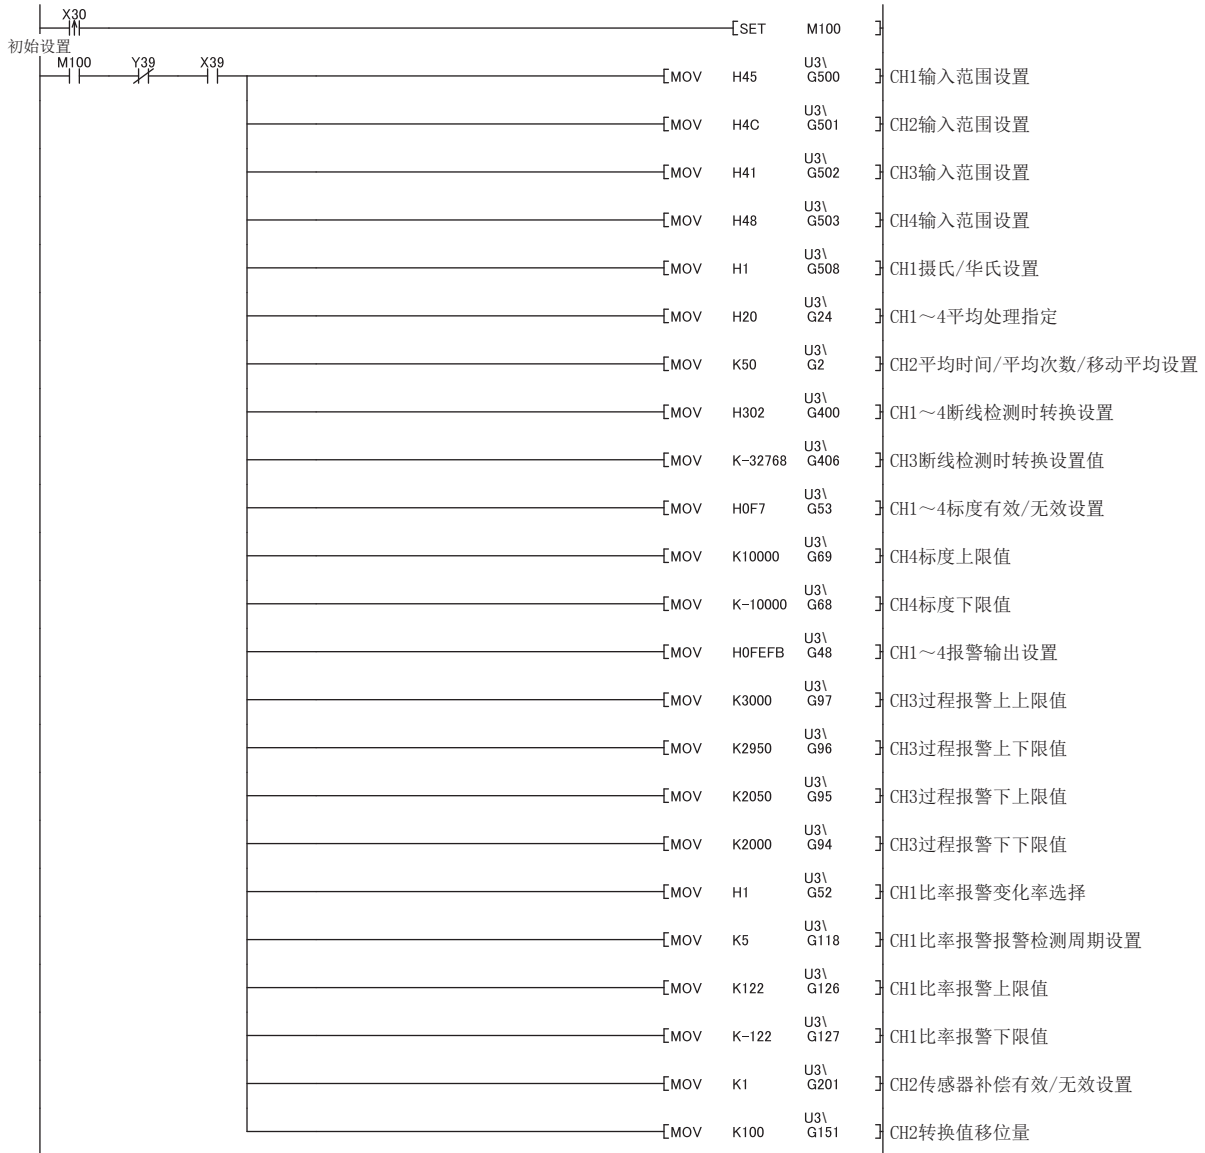 X30
[SET M100 ]
初始设置
M100 Y39 X39
[MOV H45 U3\G500 ] CH1输入范围设置
[MOV H4C U3\G501 ] CH2输入范围设置
[MOV H41 U3\G502 ] CH3输入范围设置
[MOV H48 U3\G503 ] CH4输入范围设置
[MOV H1 U3\G508 ] CH1摄氏/华氏设置
[MOV H20 U3\G24 ] CH1～4平均处理指定
[MOV K50 U3\G2 ] CH2平均时间/平均次数/移动平均设置
[MOV H302 U3\G400 ] CH1～4断线检测时转换设置
[MOV K-32768 U3\G406 ] CH3断线检测时转换设置值
[MOV H0F7 U3\G53 ] CH1～4标度有效/无效设置
[MOV K10000 U3\G69 ] CH4标度上限值
[MOV K-10000 U3\G68 ] CH4标度下限值
[MOV H0FEFB U3\G48 ] CH1～4报警输出设置
[MOV K3000 U3\G97 ] CH3过程报警上上限值
[MOV K2950 U3\G96 ] CH3过程报警上下限值
[MOV K2050 U3\G95 ] CH3过程报警下上限值
[MOV K2000 U3\G94 ] CH3过程报警下下限值
[MOV H1 U3\G52 ] CH1比率报警变化率选择
[MOV K5 U3\G118 ] CH1比率报警报警检测周期设置
[MOV K122 U3\G126 ] CH1比率报警上限值
[MOV K-122 U3\G127 ] CH1比率报警下限值
[MOV K1 U3\G201 ] CH2传感器补偿有效/无效设置
[MOV K100 U3\G151 ] CH2转换值移位量